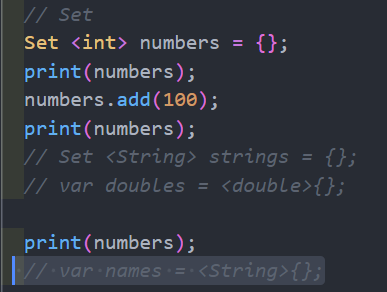 // Set
Set <int> numbers = {};
print(numbers);
numbers.add(100);
print(numbers);
// Set <String> strings = {};
// var doubles = <double>{};
print(numbers);
// var names = <String>{};